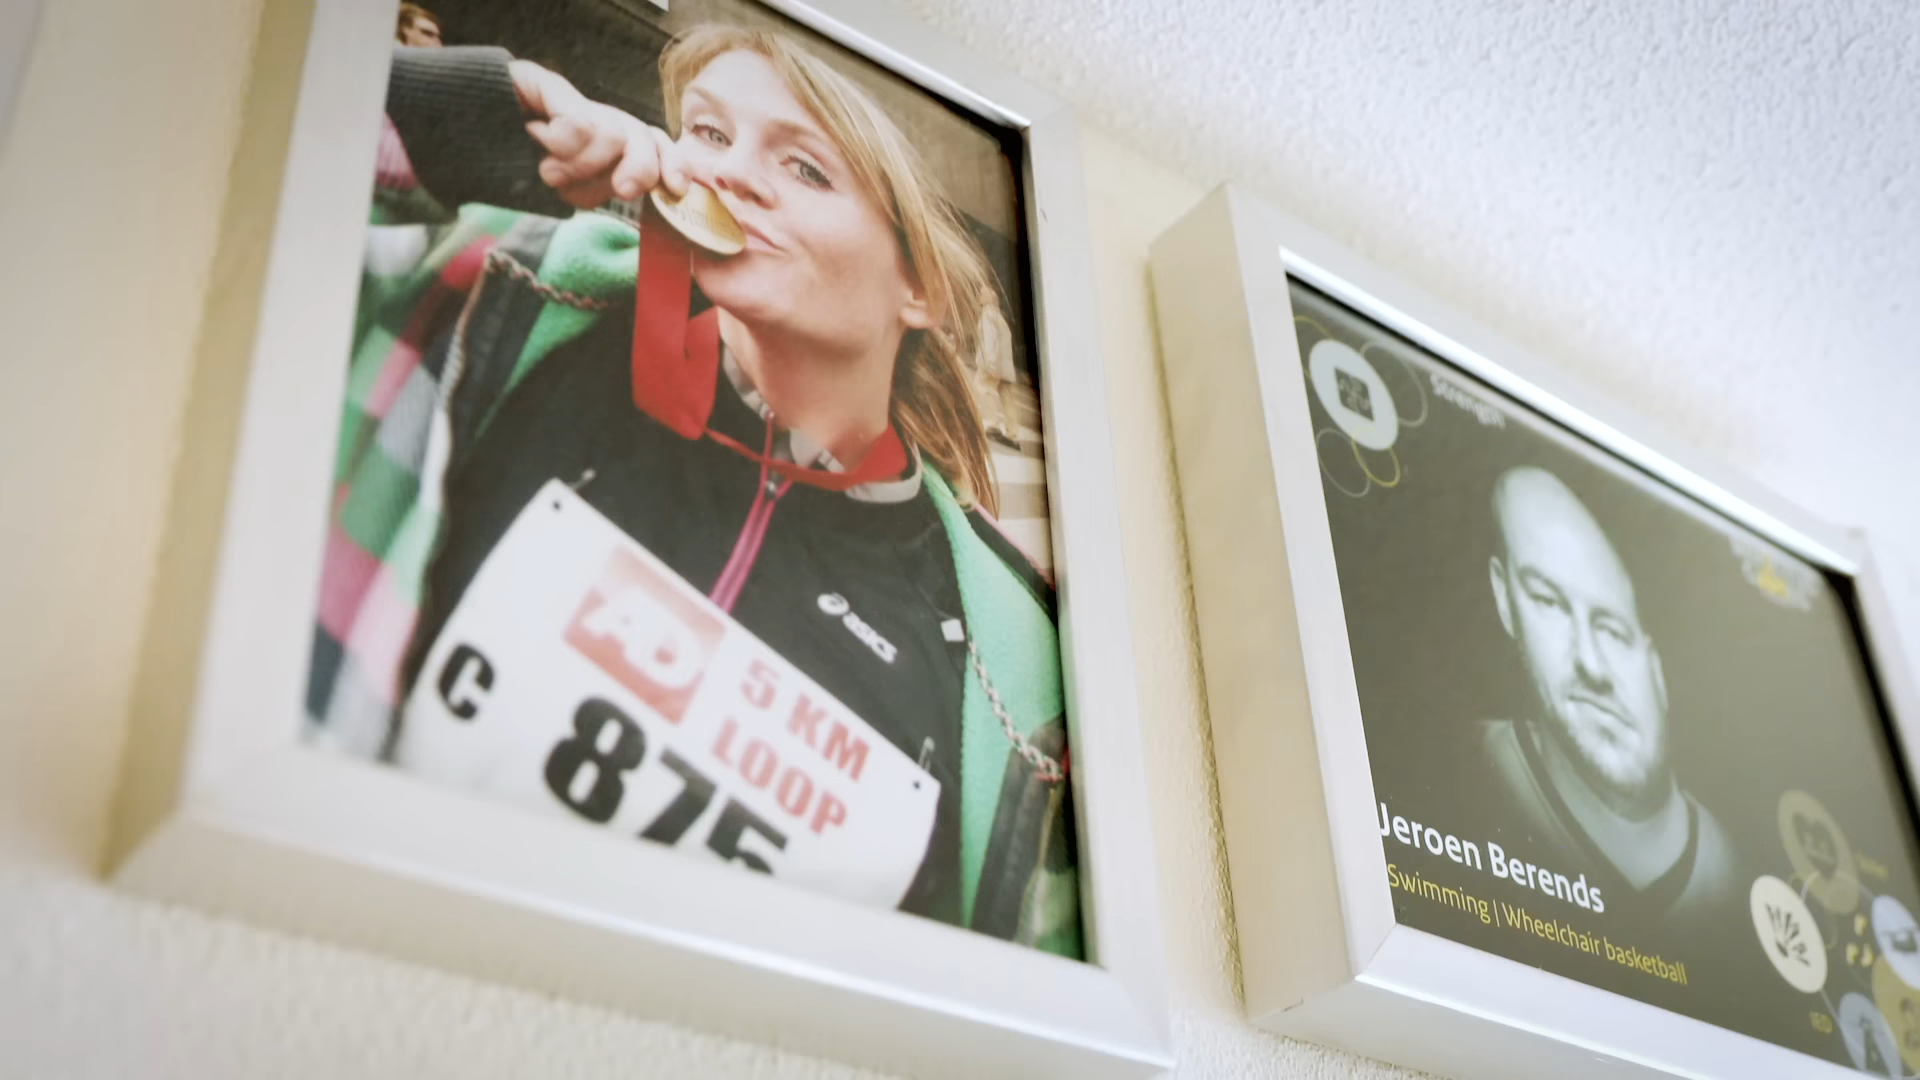 asics
C
AD
5 KM
LOOP
875
Strength
Jeroen Berends
Swimming | Wheelchair basketball